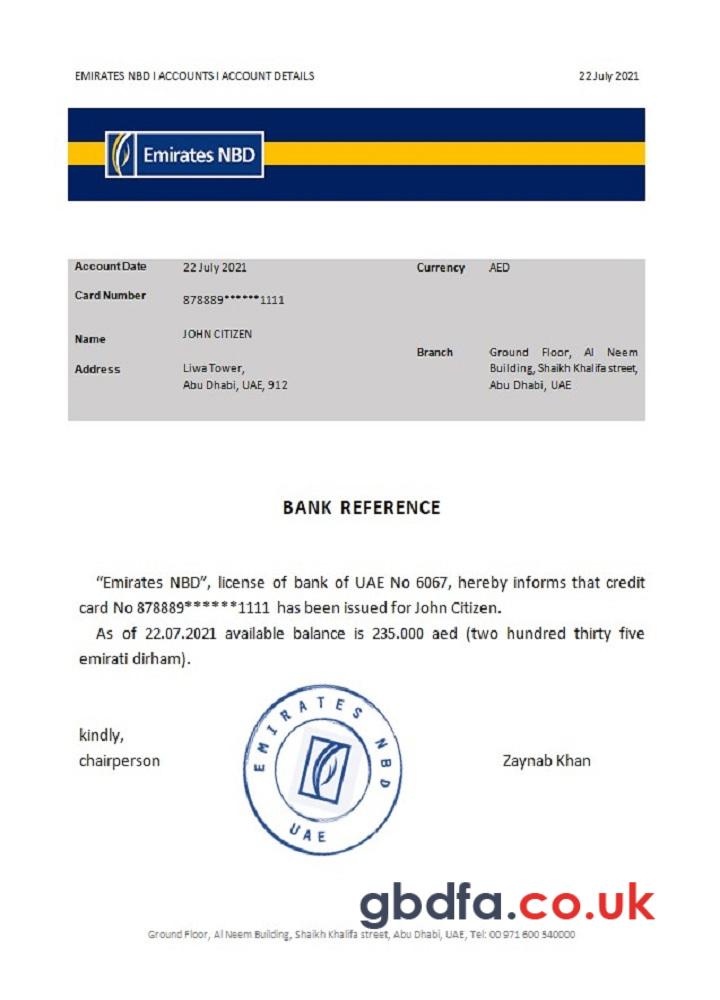 EMIRATES NBD I ACCOUNTS I ACCOUNT DETAILS 22 July 2021
Emirates NBD
Account Date 22 July 2021 Currency AED
Card Number 878889******1111
Name JOHN CITIZEN
Branch Ground Floor, Al Neem
Address Liwa Tower, Building, Shaikh Khalifa street,
Abu Dhabi, UAE, 912 Abu Dhabi, UAE
BANK REFERENCE
“Emirates NBD”, license of bank of UAE No 6067, hereby informs that credit
card No 878889******1111 has been issued for John Citizen.
As of 22.07.2021 available balance is 235.000 aed (two hundred thirty five
emirati dirham).
kindly,
chairperson Zaynab Khan
EMIRATES NBD
UAE
gbdfa.co.uk
Ground Floor, Al Neem Building, Shaikh Khalifa street, Abu Dhabi, UAE, Tel: 00 971 600 540000